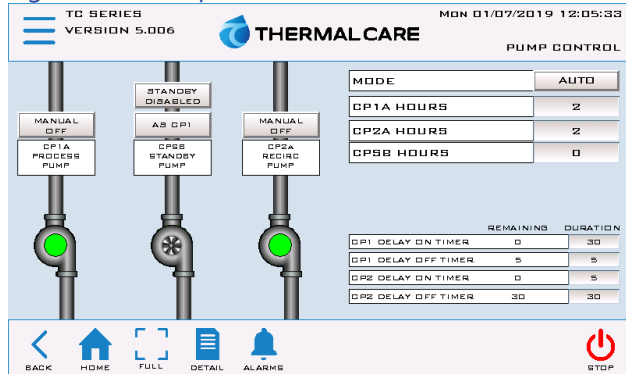 TC SERIES
VERSION 5.006
THERMALCARE
MON 01/07/2019 12:05:33
PUMP CONTROL
STANDBY
DISABLED
MANUAL
OFF
AS CP1
MANUAL
OFF
CP1A
PROCESS
PUMP
CPSB
STANDBY
PUMP
CP2A
RECIRC
PUMP
MODE AUTO
CP1A HOURS 2
CP2A HOURS 2
CPSB HOURS 0
REMAINING DURATION
CP1 DELAY ON TIMER 0 30
CP1 DELAY OFF TIMER 5 5
CP2 DELAY ON TIMER 0 5
CP2 DELAY OFF TIMER 30 30
BACK HOME FULL DETAIL ALARMS STOP